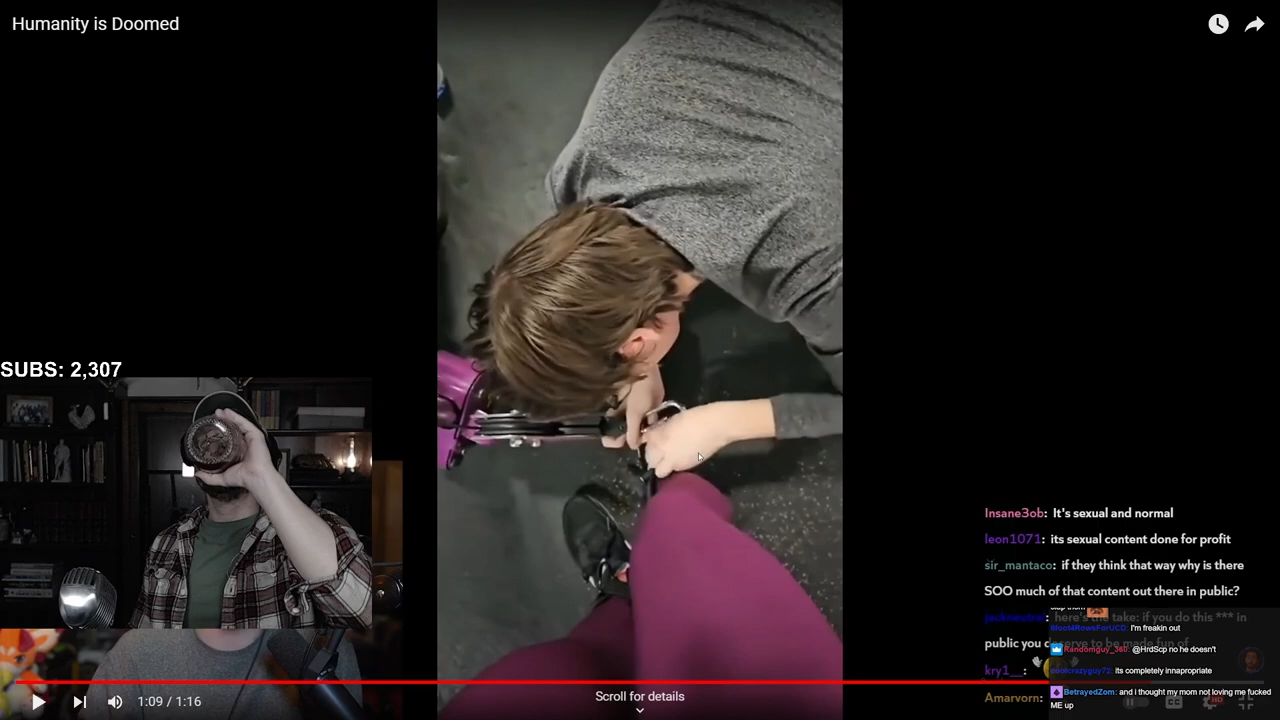 Humanity is Doomed
SUBS: 2,307
Insane3ob: It's sexual and normal
leon1071: its sexual content done for profit
sir_mantaco: if they think that way why is there
SOO much of that content out there in public?
here's the take: if you do this *** in
public you deserve to be made fun of
kry1__:
Amarvorn:
I'm freakin out
Randomguy_360: @HrdScp no he doesn't
its completely innapropriate
BetrayedZom: and i thought my mom not loving me fucked
ME up
1:09 / 1:16
Scroll for details
CC
HD